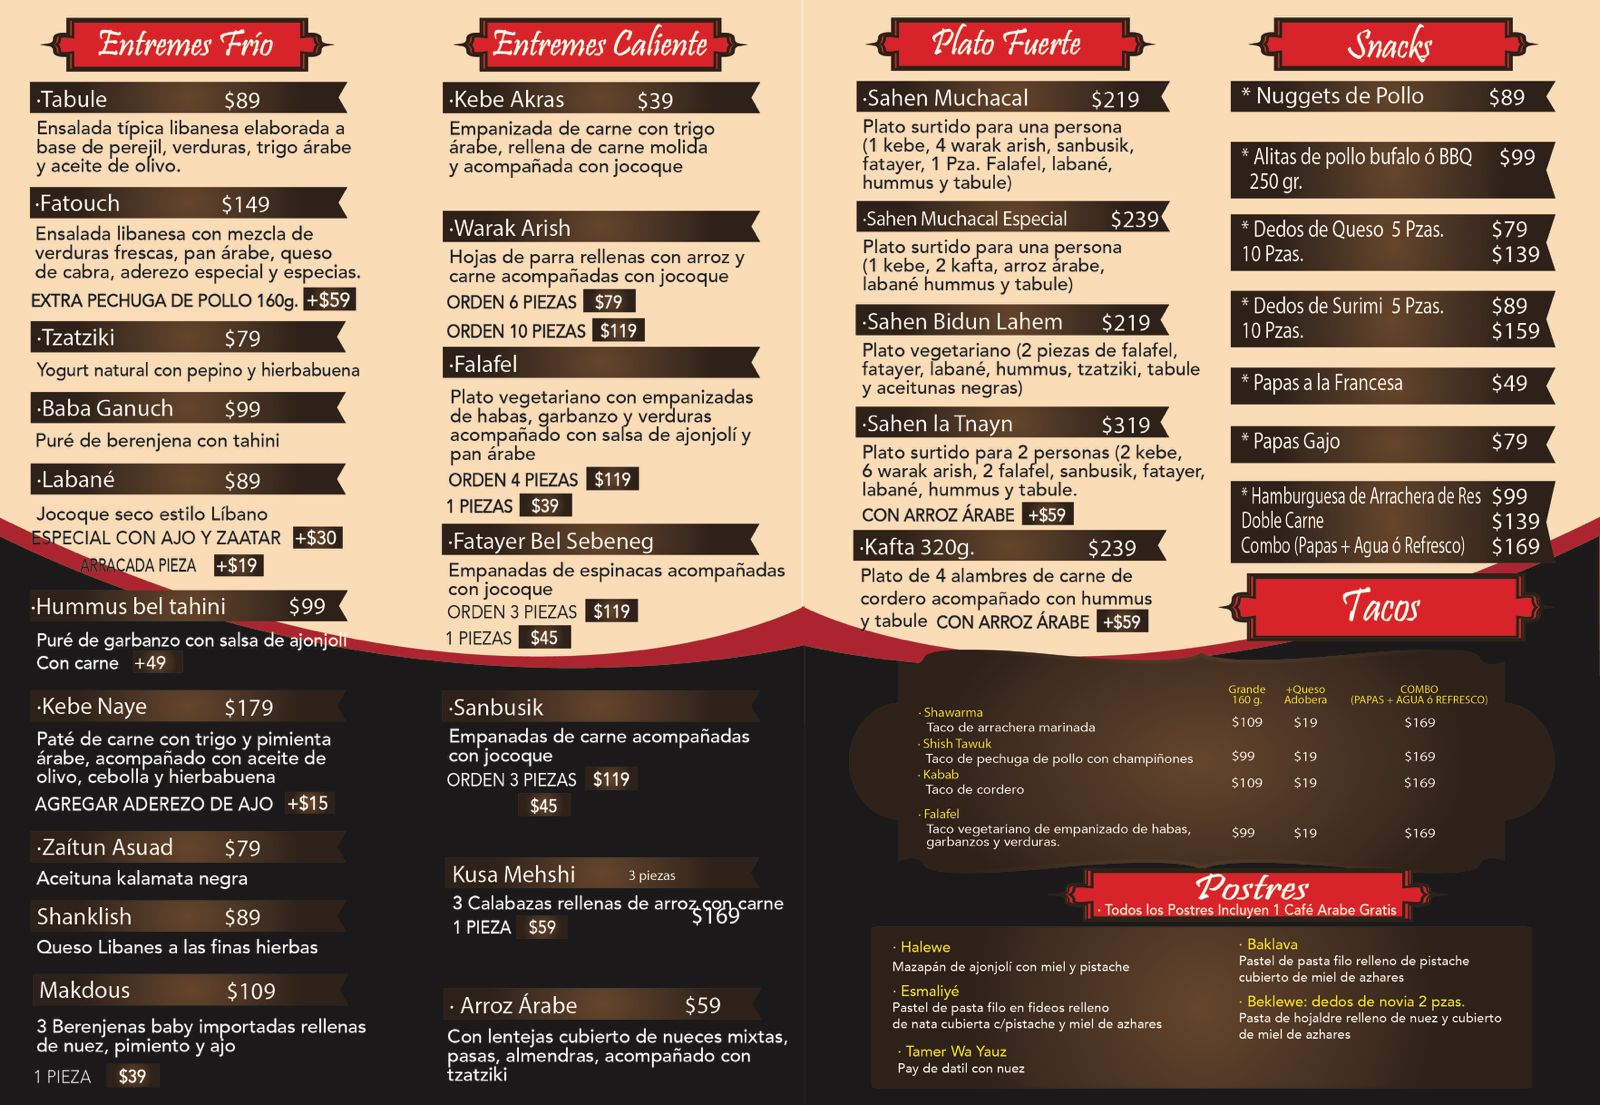 Entremes Frío
·Tabule $89
Ensalada típica libanesa elaborada a
base de perejil, verduras, trigo árabe
y aceite de olivo.
·Fatouch $149
Ensalada libanesa con mezcla de
verduras frescas, pan árabe, queso
de cabra, aderezo especial y especias.
EXTRA PECHUGA DE POLLO 160g. +$59
·Tzatziki $79
Yogurt natural con pepino y hierbabuena
·Baba Ganuch $99
Puré de berenjena con tahini
·Labané $89
Jocoque seco estilo Líbano
ESPECIAL CON AJO Y ZAATAR +$30
ARRACADA PIEZA +$19
·Hummus bel tahini $99
Puré de garbanzo con salsa de ajonjolí
Con carne +49
·Kebe Naye $179
Paté de carne con trigo y pimienta
árabe, acompañado con aceite de
olivo, cebolla y hierbabuena
AGREGAR ADEREZO DE AJO +$15
·Zaítun Asuad $79
Aceituna kalamata negra
Shanklish $89
Queso Libanes a las finas hierbas
Makdous $109
3 Berenjenas baby importadas rellenas
de nuez, pimiento y ajo
1 PIEZA $39
Entremes Caliente
·Kebe Akras $39
Empanizada de carne con trigo
árabe, rellena de carne molida
y acompañada con jocoque
·Warak Arish
Hojas de parra rellenas con arroz y
carne acompañadas con jocoque
ORDEN 6 PIEZAS $79
ORDEN 10 PIEZAS $119
·Falafel
Plato vegetariano con empanizadas
de habas, garbanzo y verduras
acompañado con salsa de ajonjolí y
pan árabe
ORDEN 4 PIEZAS $119
1 PIEZAS $39
·Fatayer Bel Sebeneg
Empanadas de espinacas acompañadas
con jocoque
ORDEN 3 PIEZAS $119
1 PIEZAS $45
·Sanbusik
Empanadas de carne acompañadas
con jocoque
ORDEN 3 PIEZAS $119
$45
Kusa Mehshi 3 piezas
3 Calabazas rellenas de arroz con carne
$169
1 PIEZA $59
· Arroz Árabe $59
Con lentejas cubierto de nueces mixtas,
pasas, almendras, acompañado con
tzatziki
Plato Fuerte
·Sahen Muchacal $219
Plato surtido para una persona
(1 kebe, 4 warak arish, sanbusik,
fatayer, 1 Pza. Falafel, labané,
hummus y tabule)
·Sahen Muchacal Especial $239
Plato surtido para una persona
(1 kebe, 2 kafta, arroz árabe,
labané hummus y tabule)
·Sahen Bidun Lahem $219
Plato vegetariano (2 piezas de falafel,
fatayer, labané, hummus, tzatziki, tabule
y aceitunas negras)
·Sahen la Tnayn $319
Plato surtido para 2 personas (2 kebe,
6 warak arish, 2 falafel, sanbusik, fatayer,
labané, hummus y tabule.
CON ARROZ ÁRABE +$59
·Kafta 320g. $239
Plato de 4 alambres de carne de
cordero acompañado con hummus
y tabule CON ARROZ ÁRABE +$59
Snacks
* Nuggets de Pollo $89
* Alitas de pollo bufalo ó BBQ $99
250 gr.
* Dedos de Queso 5 Pzas. $79
10 Pzas. $139
* Dedos de Surimi 5 Pzas. $89
10 Pzas. $159
* Papas a la Francesa $49
* Papas Gajo $79
* Hamburguesa de Arrachera de Res $99
Doble Carne $139
Combo (Papas + Agua ó Refresco) $169
Tacos
Grande +Queso COMBO
160 g. Adobera (PAPAS + AGUA ó REFRESCO)
· Shawarma
Taco de arrachera marinada $109 $19 $169
· Shish Tawuk
Taco de pechuga de pollo con champiñones $99 $19 $169
· Kabab
Taco de cordero $109 $19 $169
· Falafel
Taco vegetariano de empanizado de habas, $99 $19 $169
garbanzos y verduras.
Postres
· Todos los Postres Incluyen 1 Café Arabe Gratis
· Halewe
Mazapán de ajonjolí con miel y pistache
· Esmaliyé
Pastel de pasta filo en fideos relleno
de nata cubierta c/pistache y miel de azhares
· Tamer Wa Yauz
Pay de datil con nuez
· Baklava
Pastel de pasta filo relleno de pistache
cubierto de miel de azhares
· Beklewe: dedos de novia 2 pzas.
Pasta de hojaldre relleno de nuez y cubierto
de miel de azhares